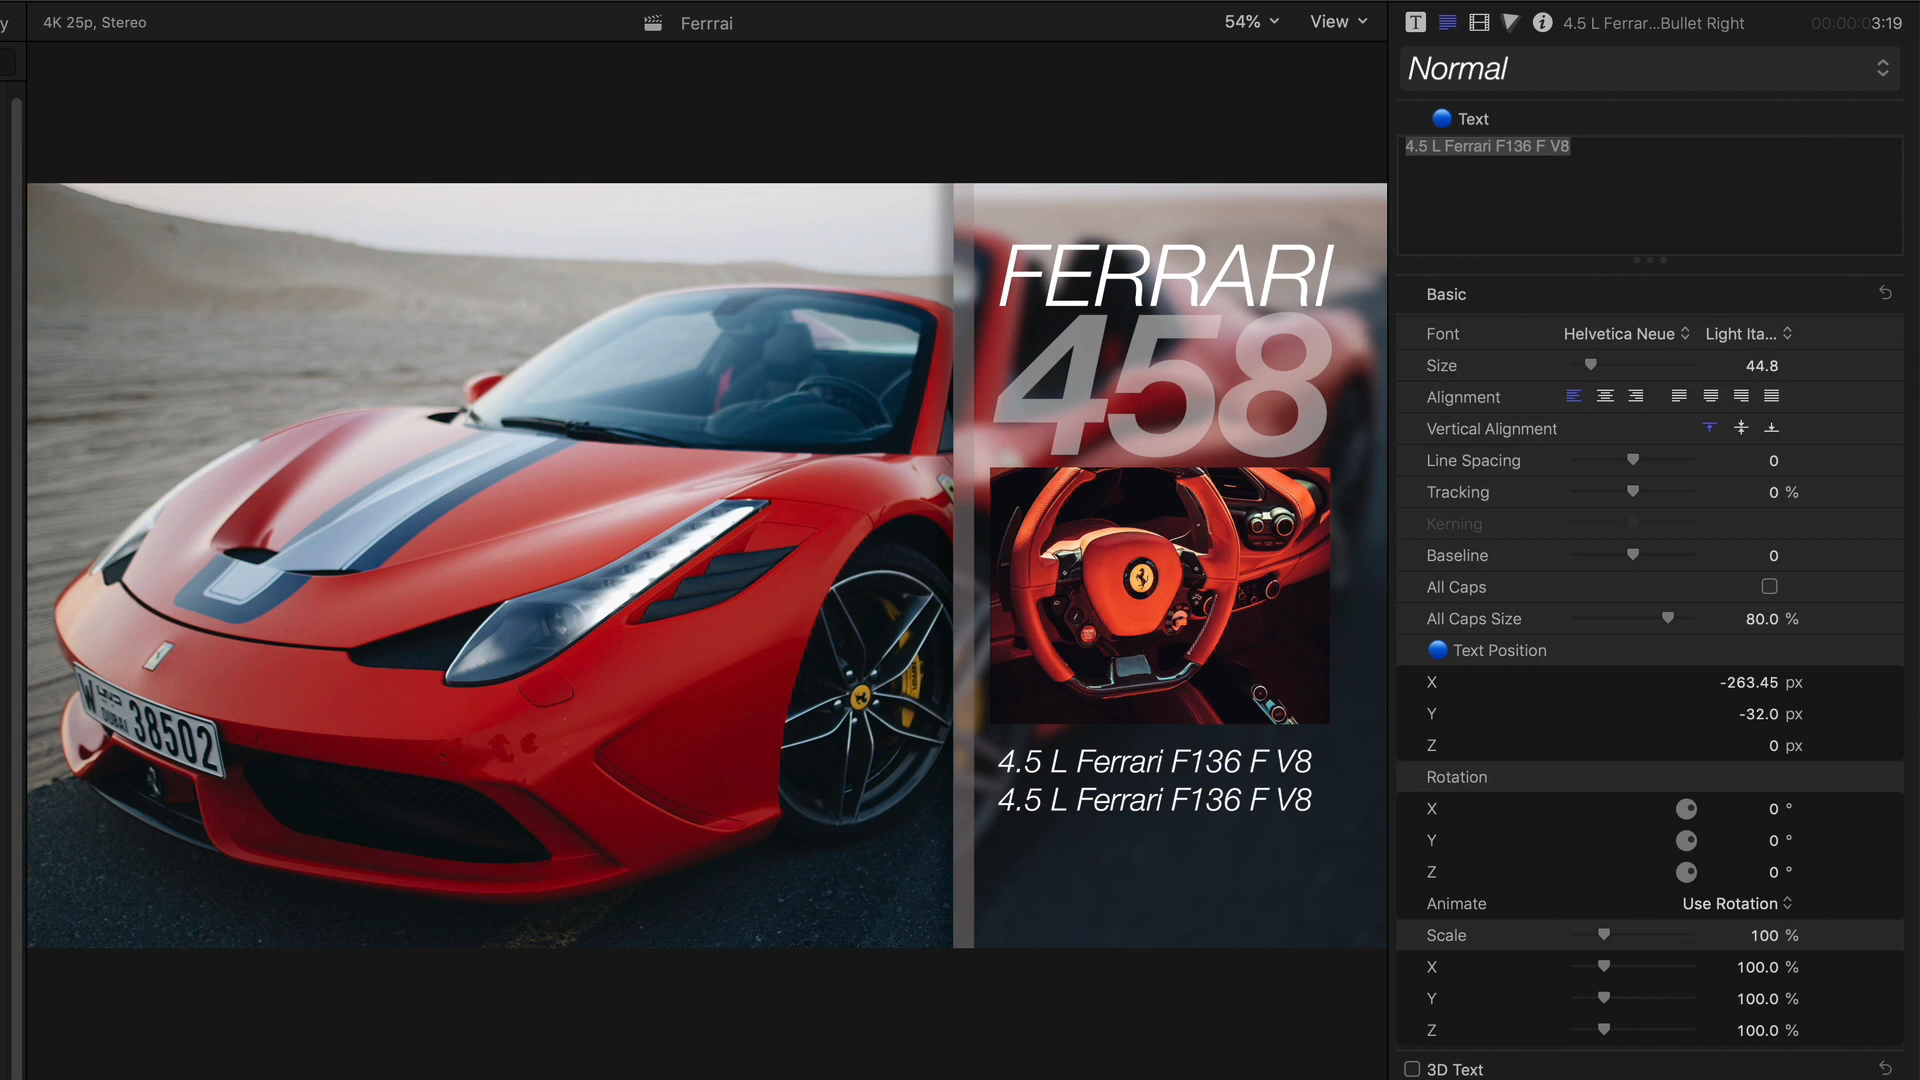 y
4K 25p, Stereo
Ferrrai
54%
View
4.5 L Ferrar...Bullet Right
00:00:03:19
Normal
Text
4.5 L Ferrari F136 F V8
Basic
Font
Helvetica Neue
Light Ita...
Size
44.8
Alignment
Vertical Alignment
Line Spacing
0
Tracking
0 %
Kerning
Baseline
0
All Caps
All Caps Size
80.0 %
Text Position
X
-263.45 px
Y
-32.0 px
Z
0 px
Rotation
X
0 °
Y
0 °
Z
0 °
Animate
Use Rotation
Scale
100 %
X
100.0 %
Y
100.0 %
Z
100.0 %
3D Text
FERRARI
458
4.5 L Ferrari F136 F V8
4.5 L Ferrari F136 F V8
W DUBAI 38502